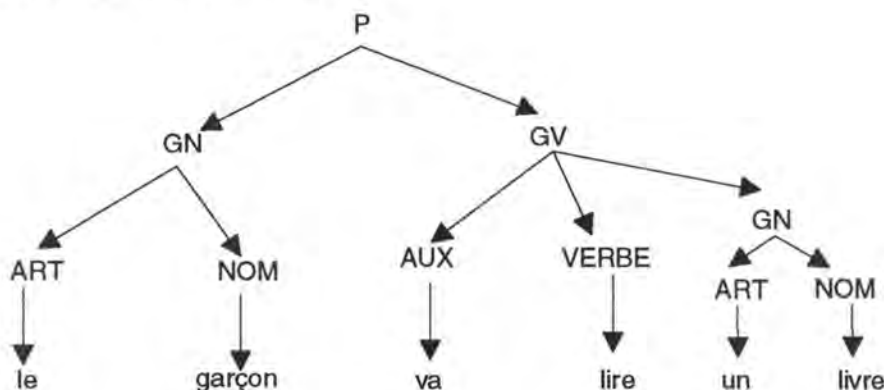 P
GN GV
GN
ART NOM AUX VERBE
ART NOM
le garçon va lire un livre